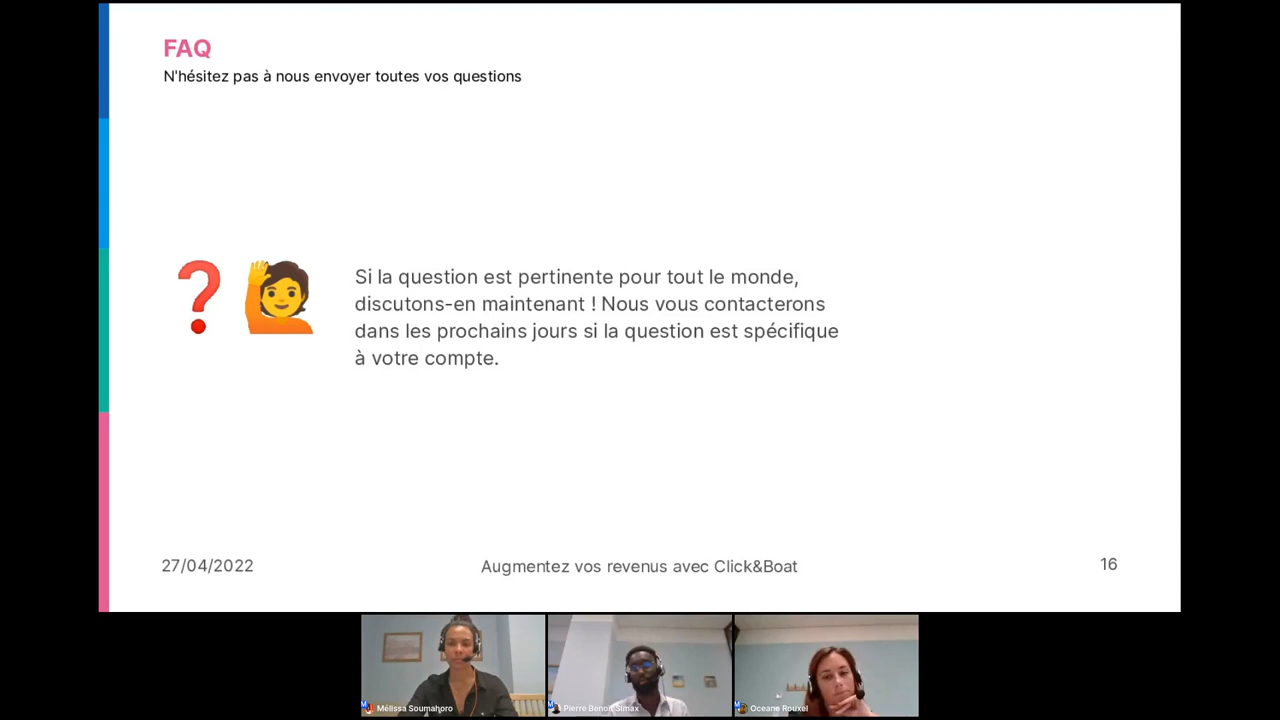 FAQ
N'hésitez pas à nous envoyer toutes vos questions
Si la question est pertinente pour tout le monde,
discutons-en maintenant ! Nous vous contacterons
dans les prochains jours si la question est spécifique
à votre compte.
27/04/2022
Augmentez vos revenus avec Click&Boat
16
Mélissa Soumahoro
Pierre Benoit Simax
Oceane Rouxel